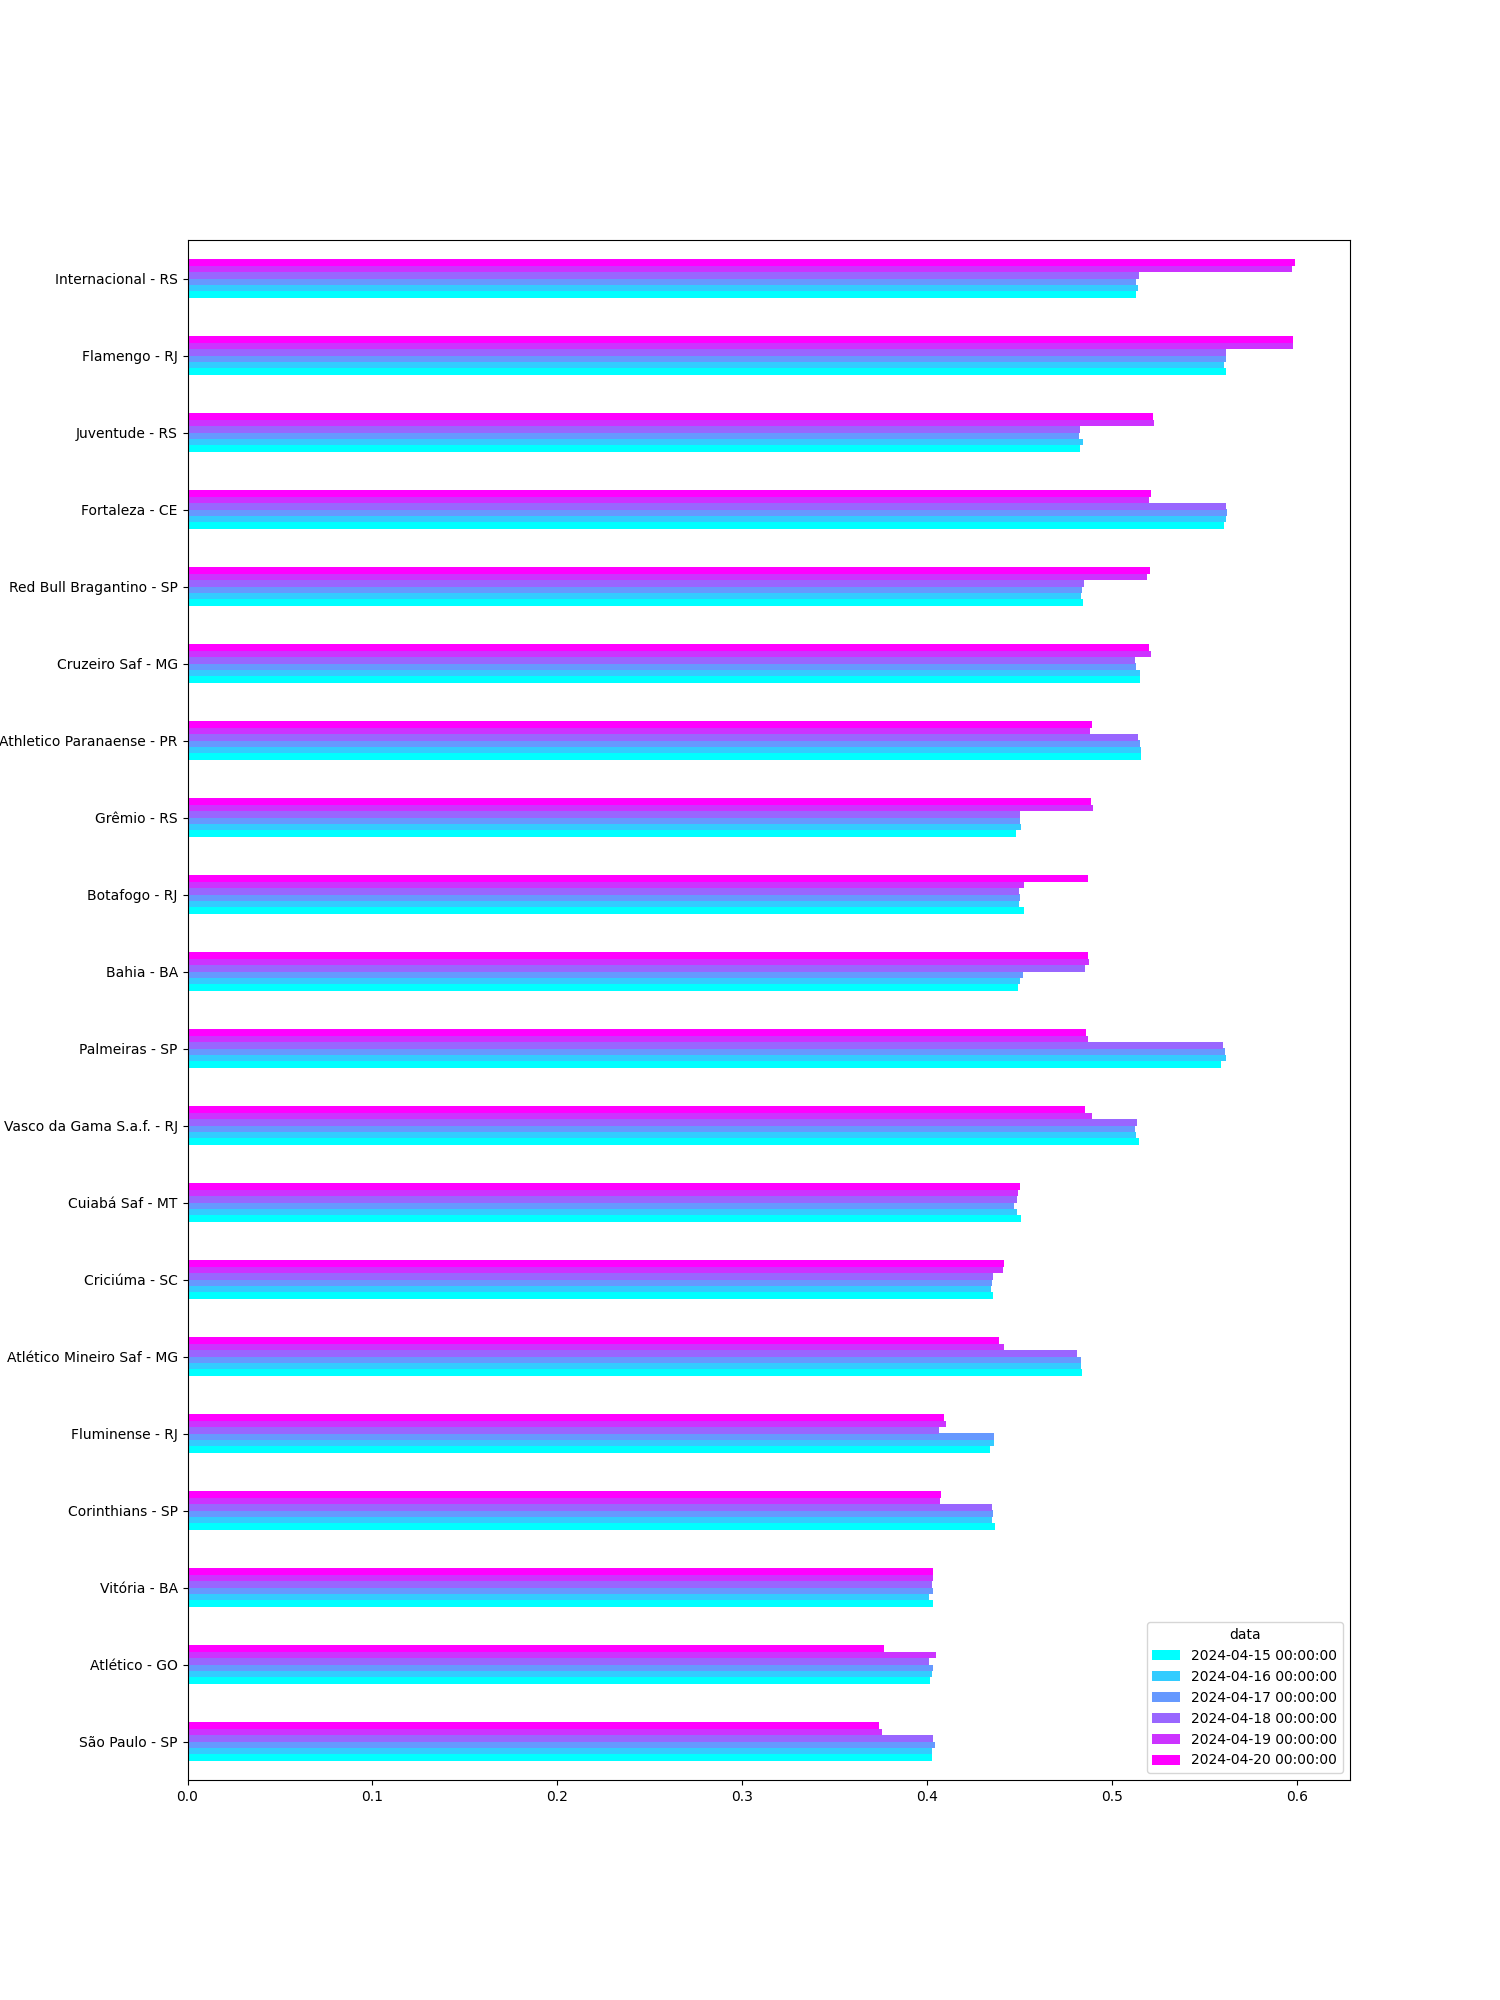 Internacional - RS
Flamengo - RJ
Juventude - RS
Fortaleza - CE
Red Bull Bragantino - SP
Cruzeiro Saf - MG
Athletico Paranaense - PR
Grêmio - RS
Botafogo - RJ
Bahia - BA
Palmeiras - SP
Vasco da Gama S.a.f. - RJ
Cuiabá Saf - MT
Criciúma - SC
Atlético Mineiro Saf - MG
Fluminense - RJ
Corinthians - SP
Vitória - BA
Atlético - GO
São Paulo - SP
data
2024-04-15 00:00:00
2024-04-16 00:00:00
2024-04-17 00:00:00
2024-04-18 00:00:00
2024-04-19 00:00:00
2024-04-20 00:00:00
0.0 0.1 0.2 0.3 0.4 0.5 0.6